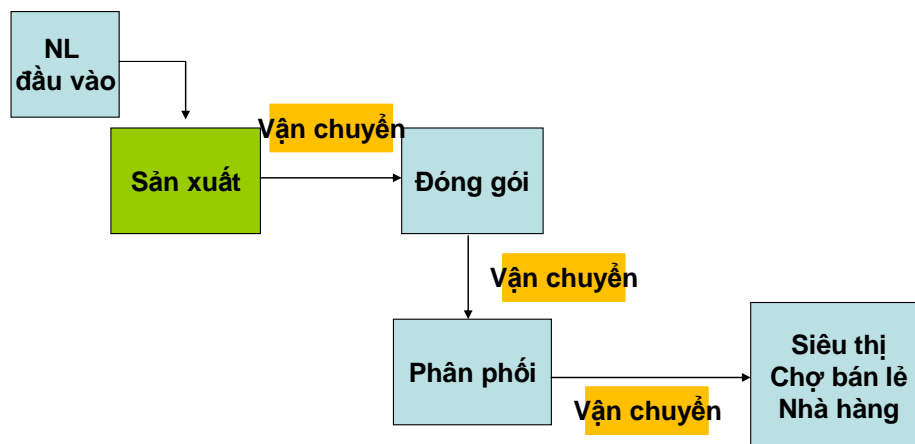 NL
đầu vào
Vận chuyển
Sản xuất
Đóng gói
Vận chuyển
Phân phối
Siêu thị
Chợ bán lẻ
Nhà hàng
Vận chuyển